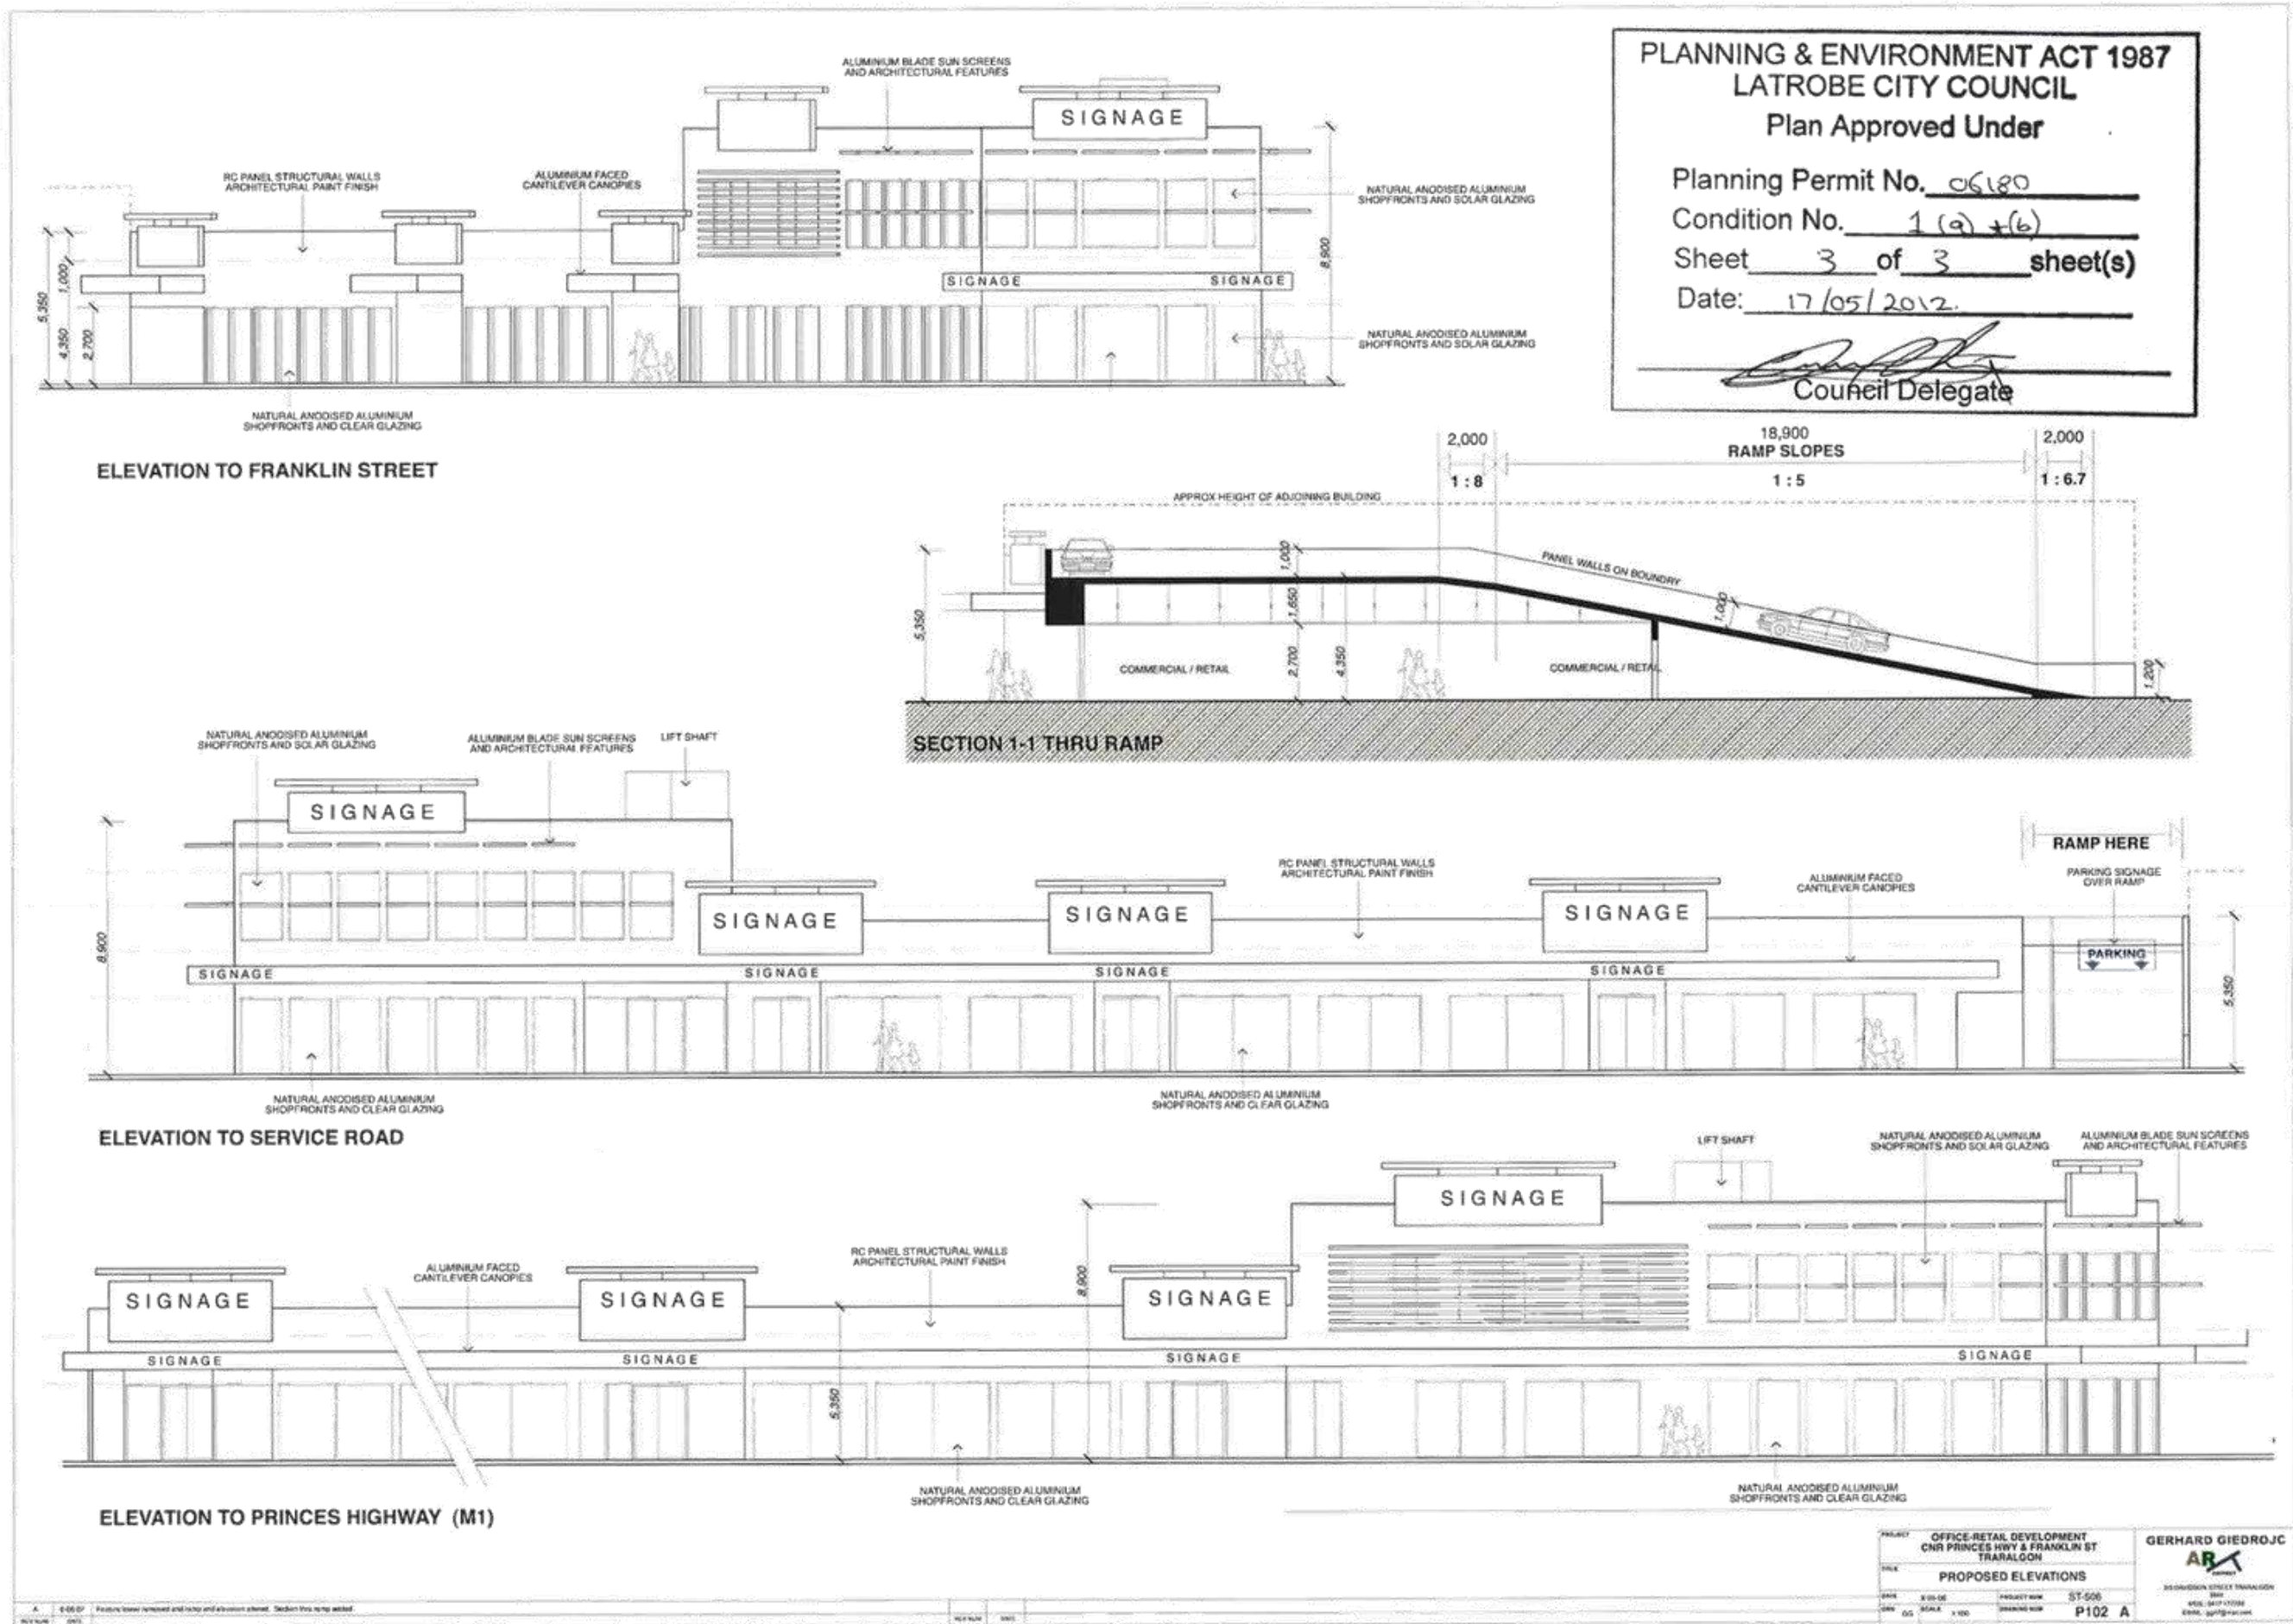 ALUMINIUM BLADE SUN SCREENS
AND ARCHITECTURAL FEATURES
SIGNAGE
RC PANEL STRUCTURAL WALLS
ARCHITECTURAL PAINT FINISH
ALUMINIUM FACED
CANTILEVER CANOPIES
NATURAL ANODISED ALUMINIUM
SHOPFRONTS AND SOLAR GLAZING
SIGNAGE SIGNAGE
8,900
5,350
1,000
4,350
2,700
NATURAL ANODISED ALUMINIUM
SHOPFRONTS AND SOLAR GLAZING
NATURAL ANODISED ALUMINIUM
SHOPFRONTS AND CLEAR GLAZING
ELEVATION TO FRANKLIN STREET
PLANNING & ENVIRONMENT ACT 1987
LATROBE CITY COUNCIL
Plan Approved Under
Planning Permit No. 06180
Condition No. 1 (a) + (b)
Sheet 3 of 3 sheet(s)
Date: 17/05/2012.
Council Delegate
2,000 18,900 2,000
RAMP SLOPES
1 : 8 1 : 5 1 : 6.7
APPROX HEIGHT OF ADJOINING BUILDING
PANEL WALLS ON BOUNDRY
1,000
1,650
1,000
5,350
COMMERCIAL / RETAIL
2,700
4,350
COMMERCIAL / RETAIL
1,200
SECTION 1-1 THRU RAMP
NATURAL ANODISED ALUMINIUM
SHOPFRONTS AND SOLAR GLAZING
ALUMINIUM BLADE SUN SCREENS
AND ARCHITECTURAL FEATURES
LIFT SHAFT
SIGNAGE
RC PANEL STRUCTURAL WALLS
ARCHITECTURAL PAINT FINISH
ALUMINIUM FACED
CANTILEVER CANOPIES
RAMP HERE
PARKING SIGNAGE
OVER RAMP
SIGNAGE SIGNAGE SIGNAGE
PARKING
8,900
SIGNAGE SIGNAGE SIGNAGE SIGNAGE
5,350
NATURAL ANODISED ALUMINIUM
SHOPFRONTS AND CLEAR GLAZING
NATURAL ANODISED ALUMINIUM
SHOPFRONTS AND CLEAR GLAZING
ELEVATION TO SERVICE ROAD
LIFT SHAFT
NATURAL ANODISED ALUMINIUM
SHOPFRONTS AND SOLAR GLAZING
ALUMINIUM BLADE SUN SCREENS
AND ARCHITECTURAL FEATURES
SIGNAGE
RC PANEL STRUCTURAL WALLS
ARCHITECTURAL PAINT FINISH
ALUMINIUM FACED
CANTILEVER CANOPIES
8,900
SIGNAGE SIGNAGE SIGNAGE
SIGNAGE SIGNAGE SIGNAGE SIGNAGE
5,350
NATURAL ANODISED ALUMINIUM
SHOPFRONTS AND CLEAR GLAZING
NATURAL ANODISED ALUMINIUM
SHOPFRONTS AND CLEAR GLAZING
ELEVATION TO PRINCES HIGHWAY (M1)
PROJECT OFFICE-RETAIL DEVELOPMENT
CNR PRINCES HWY & FRANKLIN ST
TRARALGON
TITLE PROPOSED ELEVATIONS
DATE PROJECT NUM ST-506
GG SCALE DRAWING NUM P102 A
GERHARD GIEDROJC
A